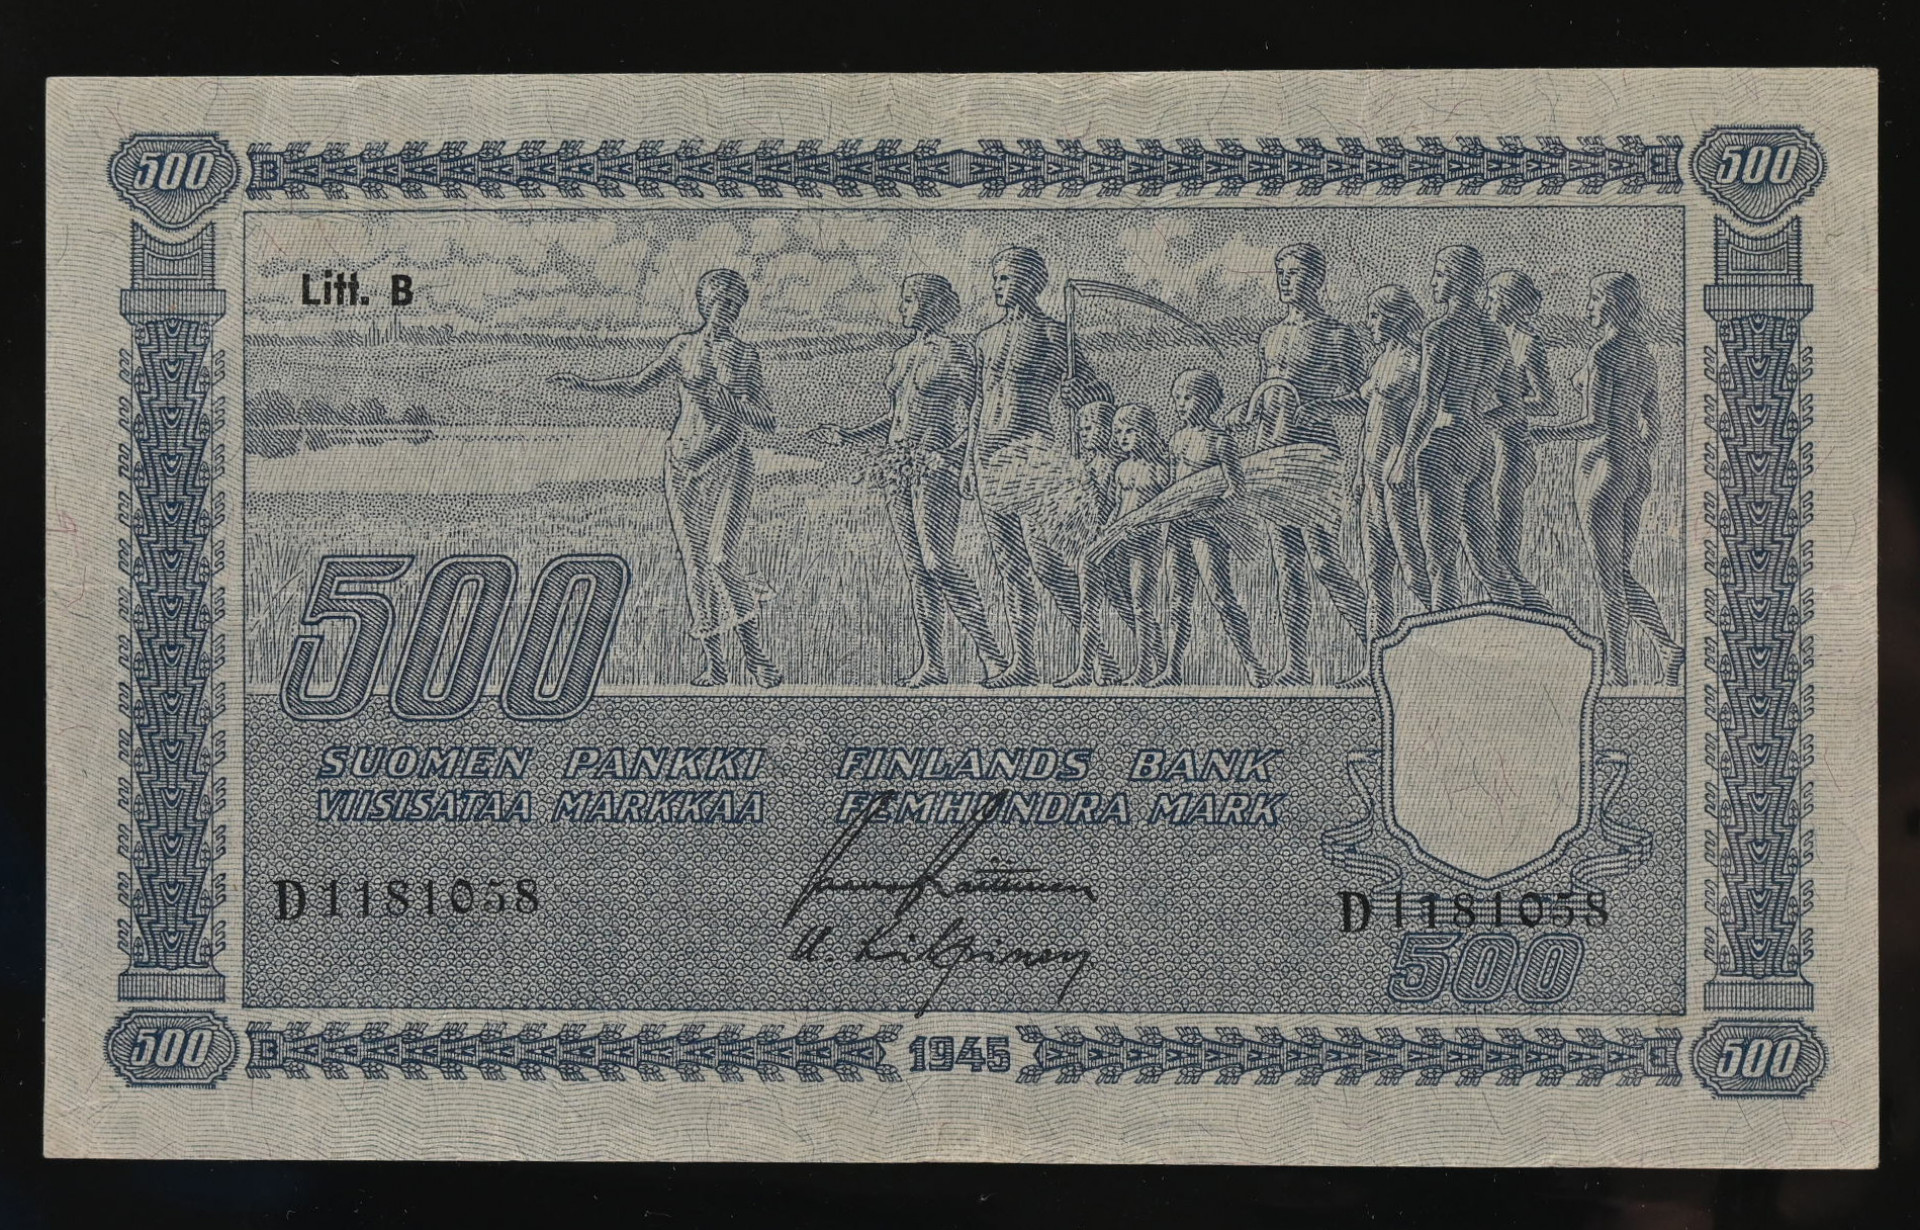 500 500
Litt. B
500
SUOMEN PANKKI FINLANDS BANK
VIISISATAA MARKKAA FEMHUNDRA MARK
D1181058 D1181058
500
500 1945 500